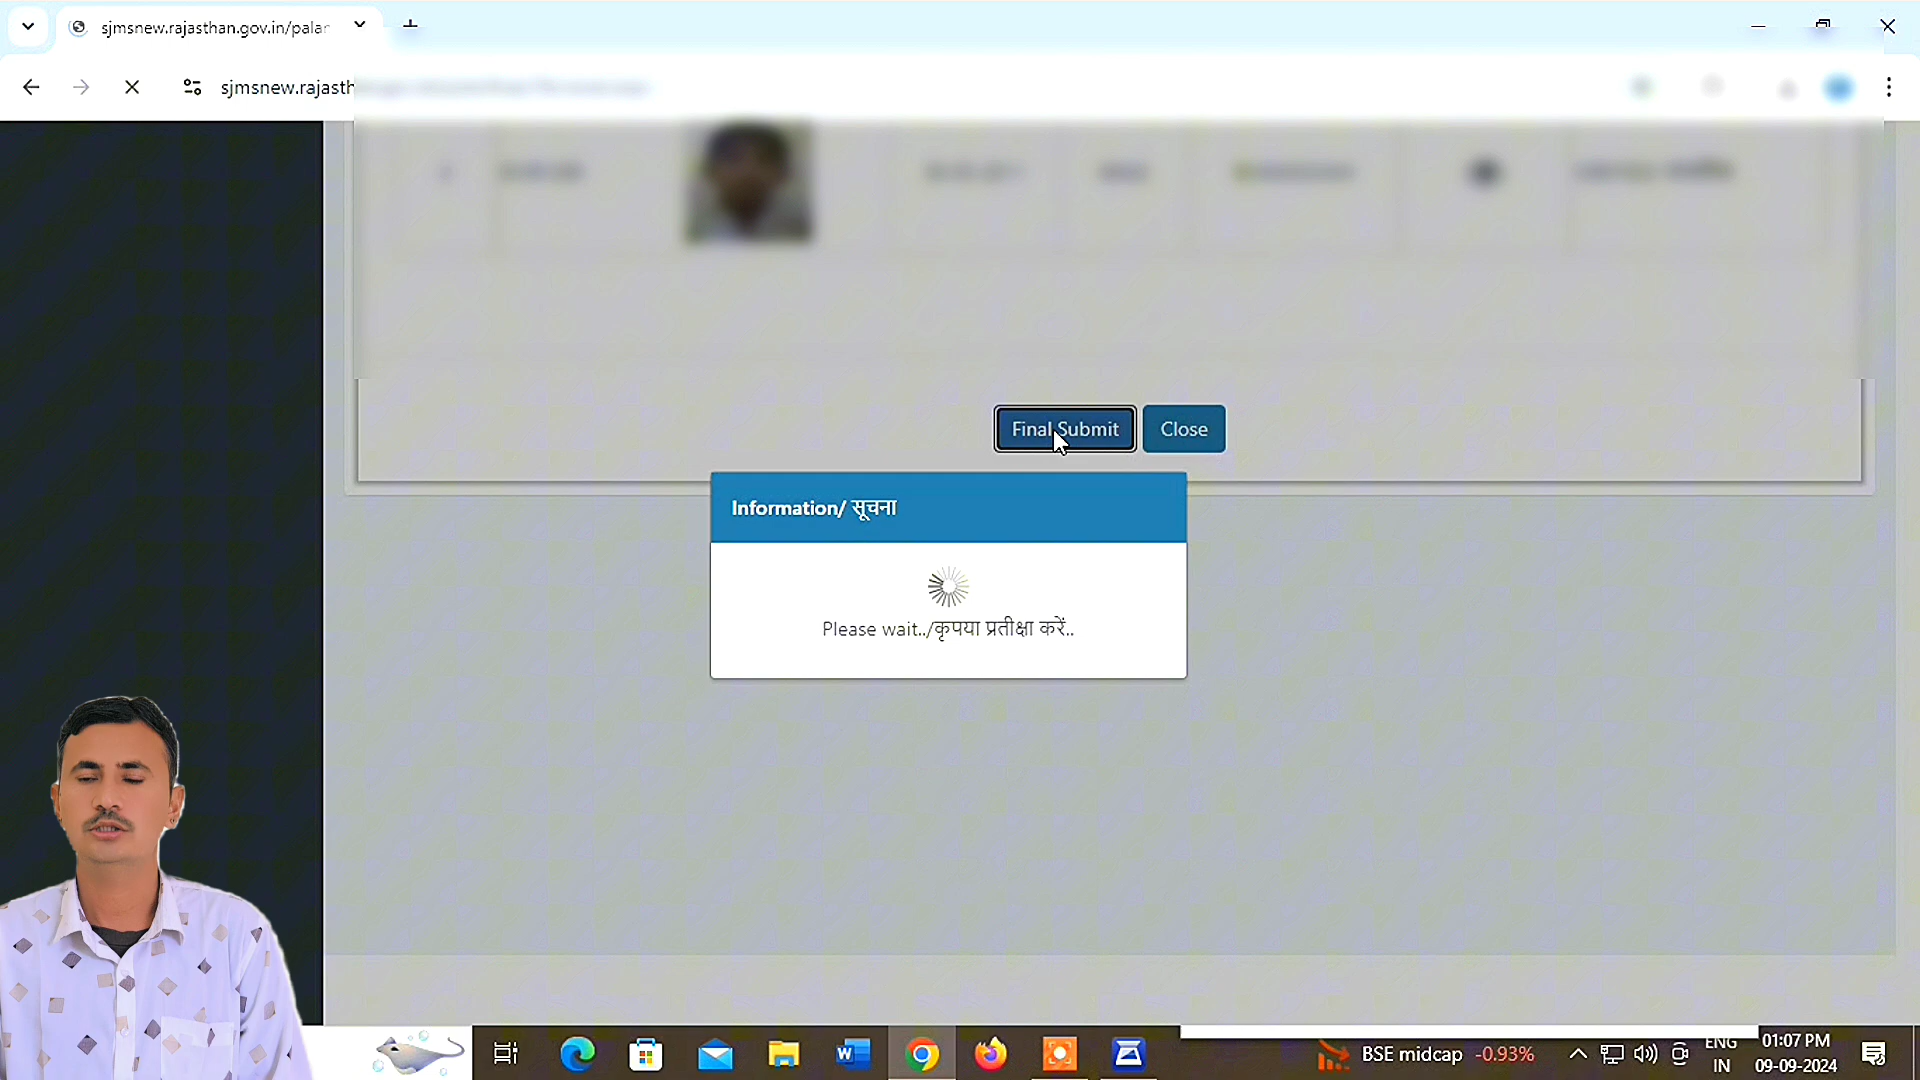 sjmsnew.rajasthan.gov.in/palan
sjmsnew.rajasth
Final Submit
Close
Information/ सूचना
Please wait../कृपया प्रतीक्षा करें..
BSE midcap -0.93%
ENG
IN
01:07 PM
09-09-2024